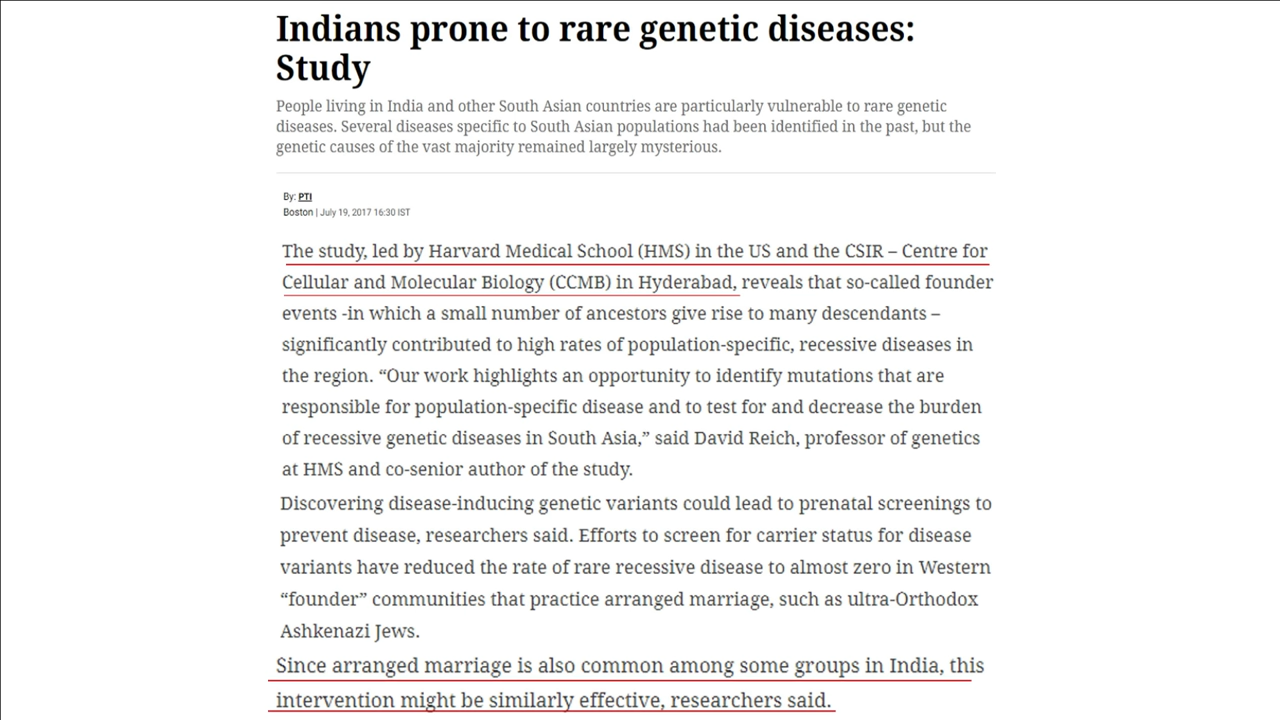 Indians prone to rare genetic diseases:
Study
People living in India and other South Asian countries are particularly vulnerable to rare genetic
diseases. Several diseases specific to South Asian populations had been identified in the past, but the
genetic causes of the vast majority remained largely mysterious.
By: PTI
Boston | July 19, 2017 16:30 IST
The study, led by Harvard Medical School (HMS) in the US and the CSIR – Centre for
Cellular and Molecular Biology (CCMB) in Hyderabad, reveals that so-called founder
events -in which a small number of ancestors give rise to many descendants –
significantly contributed to high rates of population-specific, recessive diseases in
the region. “Our work highlights an opportunity to identify mutations that are
responsible for population-specific disease and to test for and decrease the burden
of recessive genetic diseases in South Asia,” said David Reich, professor of genetics
at HMS and co-senior author of the study.
Discovering disease-inducing genetic variants could lead to prenatal screenings to
prevent disease, researchers said. Efforts to screen for carrier status for disease
variants have reduced the rate of rare recessive disease to almost zero in Western
“founder” communities that practice arranged marriage, such as ultra-Orthodox
Ashkenazi Jews.
Since arranged marriage is also common among some groups in India, this
intervention might be similarly effective, researchers said.